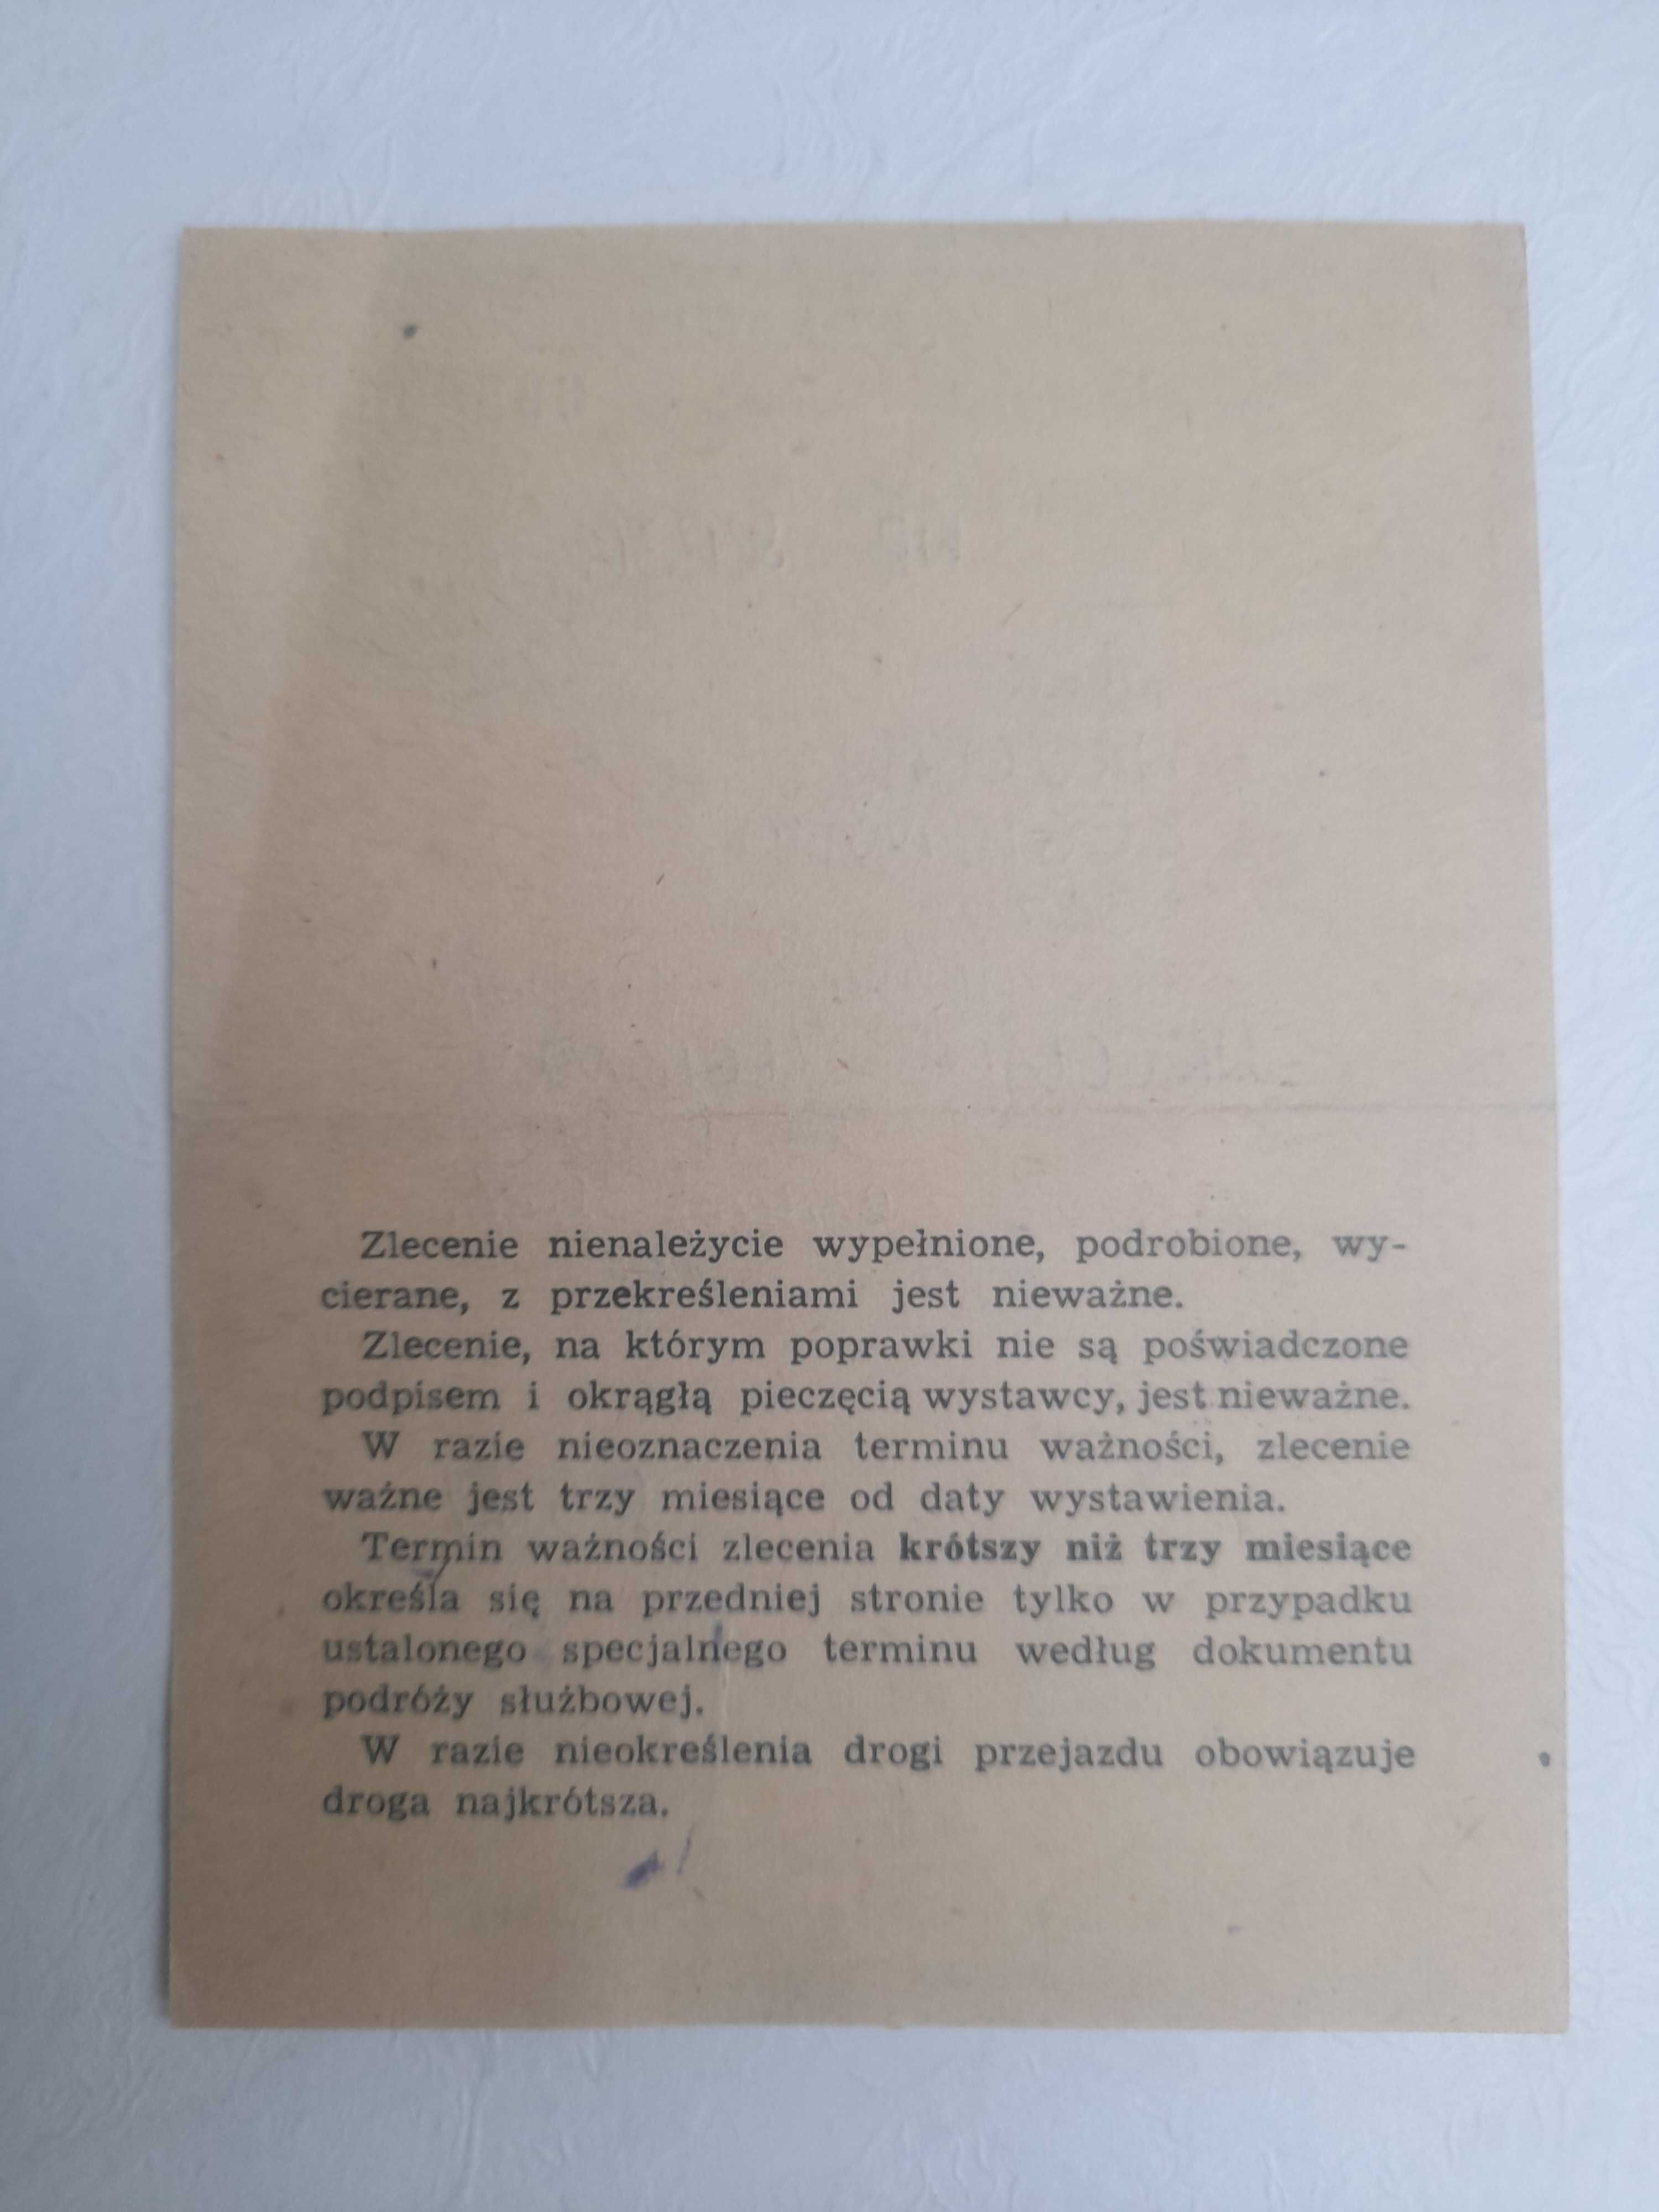 Zlecenie nienależycie wypełnione, podrobione, wy-
cierane, z przekreśleniami jest nieważne.
Zlecenie, na którym poprawki nie są poświadczone
podpisem i okrągłą pieczęcią wystawcy, jest nieważne.
W razie nieoznaczenia terminu ważności, zlecenie
ważne jest trzy miesiące od daty wystawienia.
Termin ważności zlecenia krótszy niż trzy miesiące
określa się na przedniej stronie tylko w przypadku
ustalonego specjalnego terminu według dokumentu
podróży służbowej.
W razie nieokreślenia drogi przejazdu obowiązuje
droga najkrótsza.